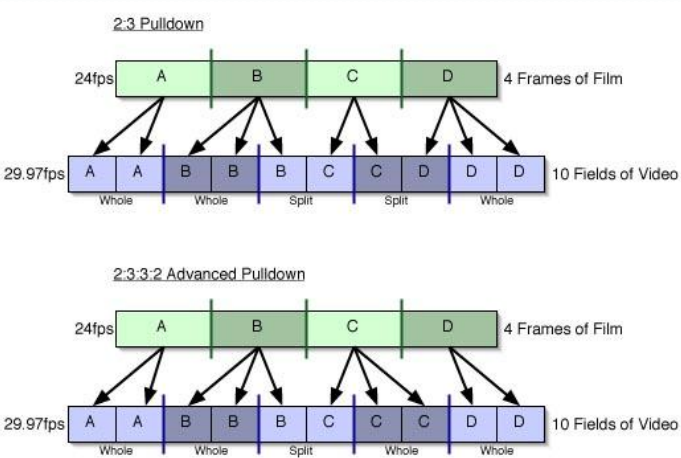 2:3 Pulldown
24fps A B C D 4 Frames of Film
29.97fps A A B B B C C D D D 10 Fields of Video
Whole Whole Split Split Whole
2:3:3:2 Advanced Pulldown
24fps A B C D 4 Frames of Film
29.97fps A A B B B C C C D D 10 Fields of Video
Whole Whole Split Whole Whole